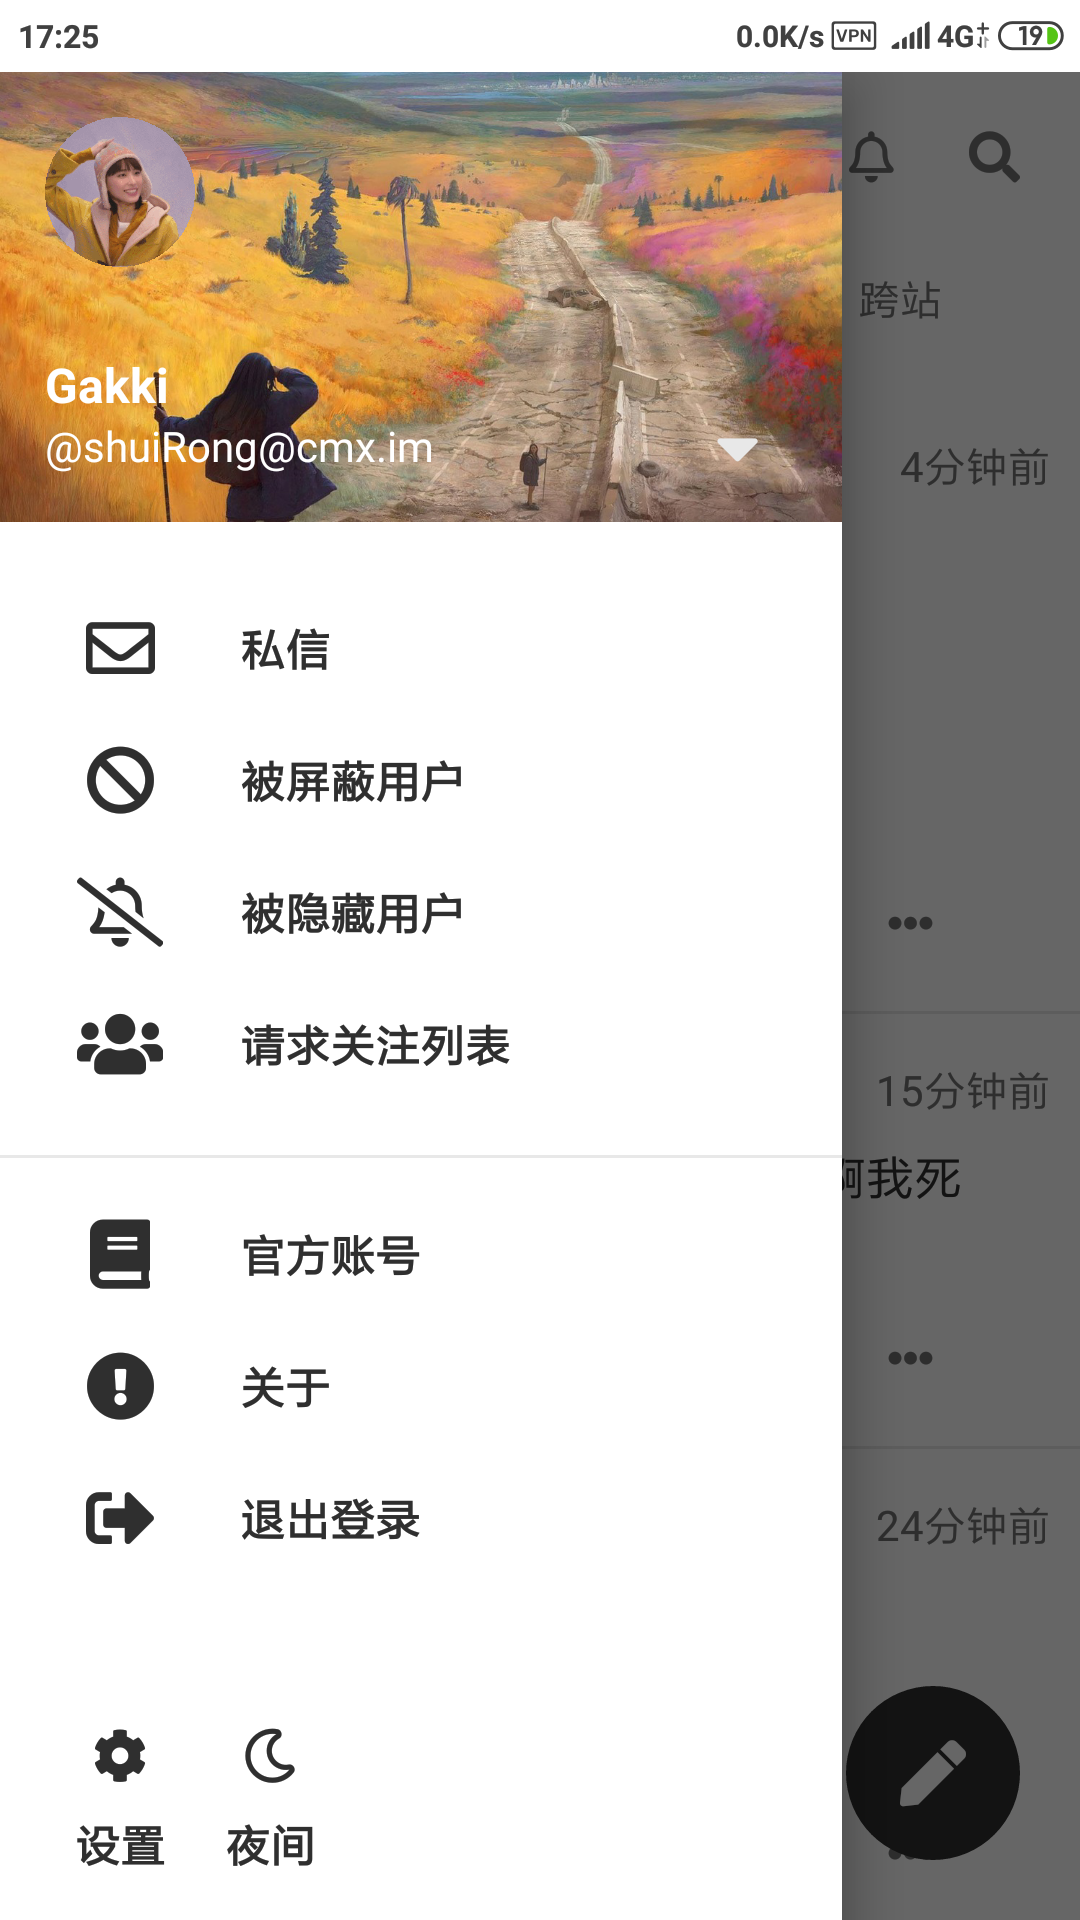 17:25
0.0K/s VPN 4G+ 19
跨站
Gakki
@shuiRong@cmx.im
4分钟前
私信
被屏蔽用户
被隐藏用户
请求关注列表
15分钟前
啊我死
官方账号
关于
退出登录
24分钟前
设置
夜间